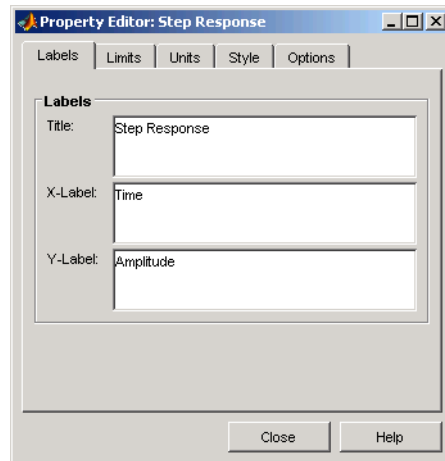 Property Editor: Step Response
Labels Limits Units Style Options
Labels
Title: Step Response
X-Label: Time
Y-Label: Amplitude
Close Help